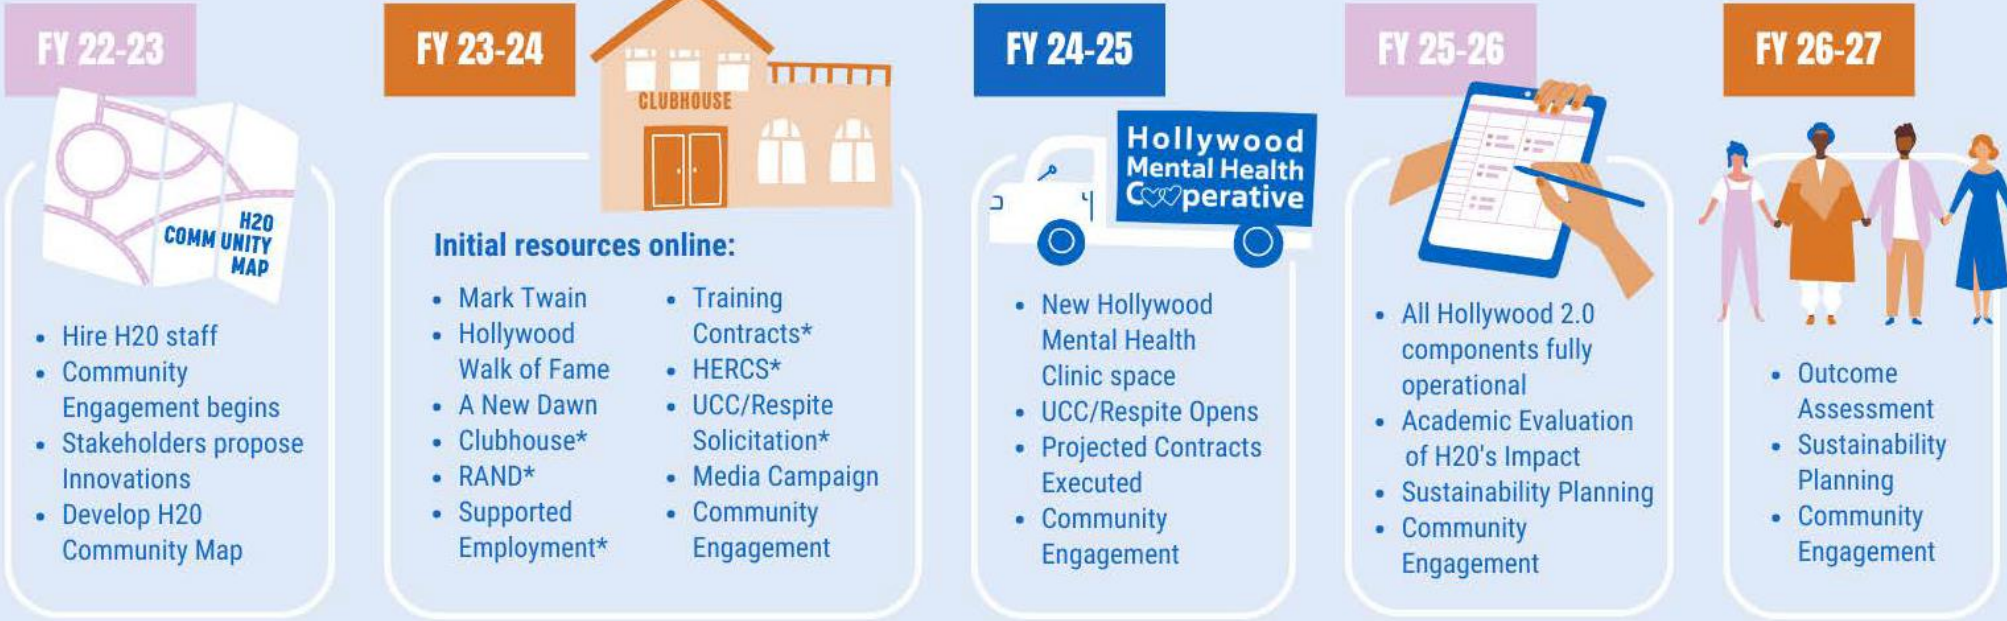 FY 22-23
H20
COMMUNITY
MAP
• Hire H20 staff
• Community
Engagement begins
• Stakeholders propose
Innovations
• Develop H20
Community Map
FY 23-24
CLUBHOUSE
Initial resources online:
• Mark Twain
• Hollywood
Walk of Fame
• A New Dawn
• Clubhouse*
• RAND*
• Supported
Employment*
• Training
Contracts*
• HERCS*
• UCC/Respite
Solicitation*
• Media Campaign
• Community
Engagement
FY 24-25
Hollywood
Mental Health
Cooperative
• New Hollywood
Mental Health
Clinic space
• UCC/Respite Opens
• Projected Contracts
Executed
• Community
Engagement
FY 25-26
• All Hollywood 2.0
components fully
operational
• Academic Evaluation
of H20's Impact
• Sustainability Planning
• Community
Engagement
FY 26-27
• Outcome
Assessment
• Sustainability
Planning
• Community
Engagement